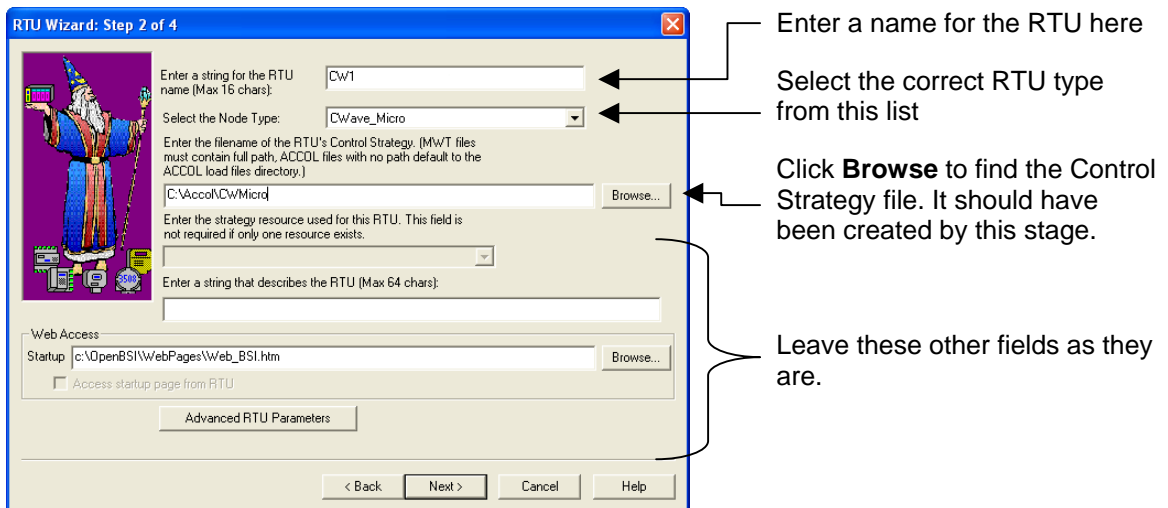 RTU Wizard: Step 2 of 4
Enter a string for the RTU
name (Max 16 chars):
CW1
Select the Node Type:
CWave_Micro
Enter the filename of the RTU's Control Strategy. (MWT files
must contain full path, ACCOL files with no path default to the
ACCOL load files directory.)
C:\Accol\CWMicro
Browse...
Enter the strategy resource used for this RTU. This field is
not required if only one resource exists.
Enter a string that describes the RTU (Max 64 chars):
3508
Web Access
Startup
c:\OpenBSI\WebPages\Web_BSI.htm
Browse...
Access startup page from RTU
Advanced RTU Parameters
< Back
Next >
Cancel
Help
Enter a name for the RTU here
Select the correct RTU type
from this list
Click Browse to find the Control
Strategy file. It should have
been created by this stage.
Leave these other fields as they
are.